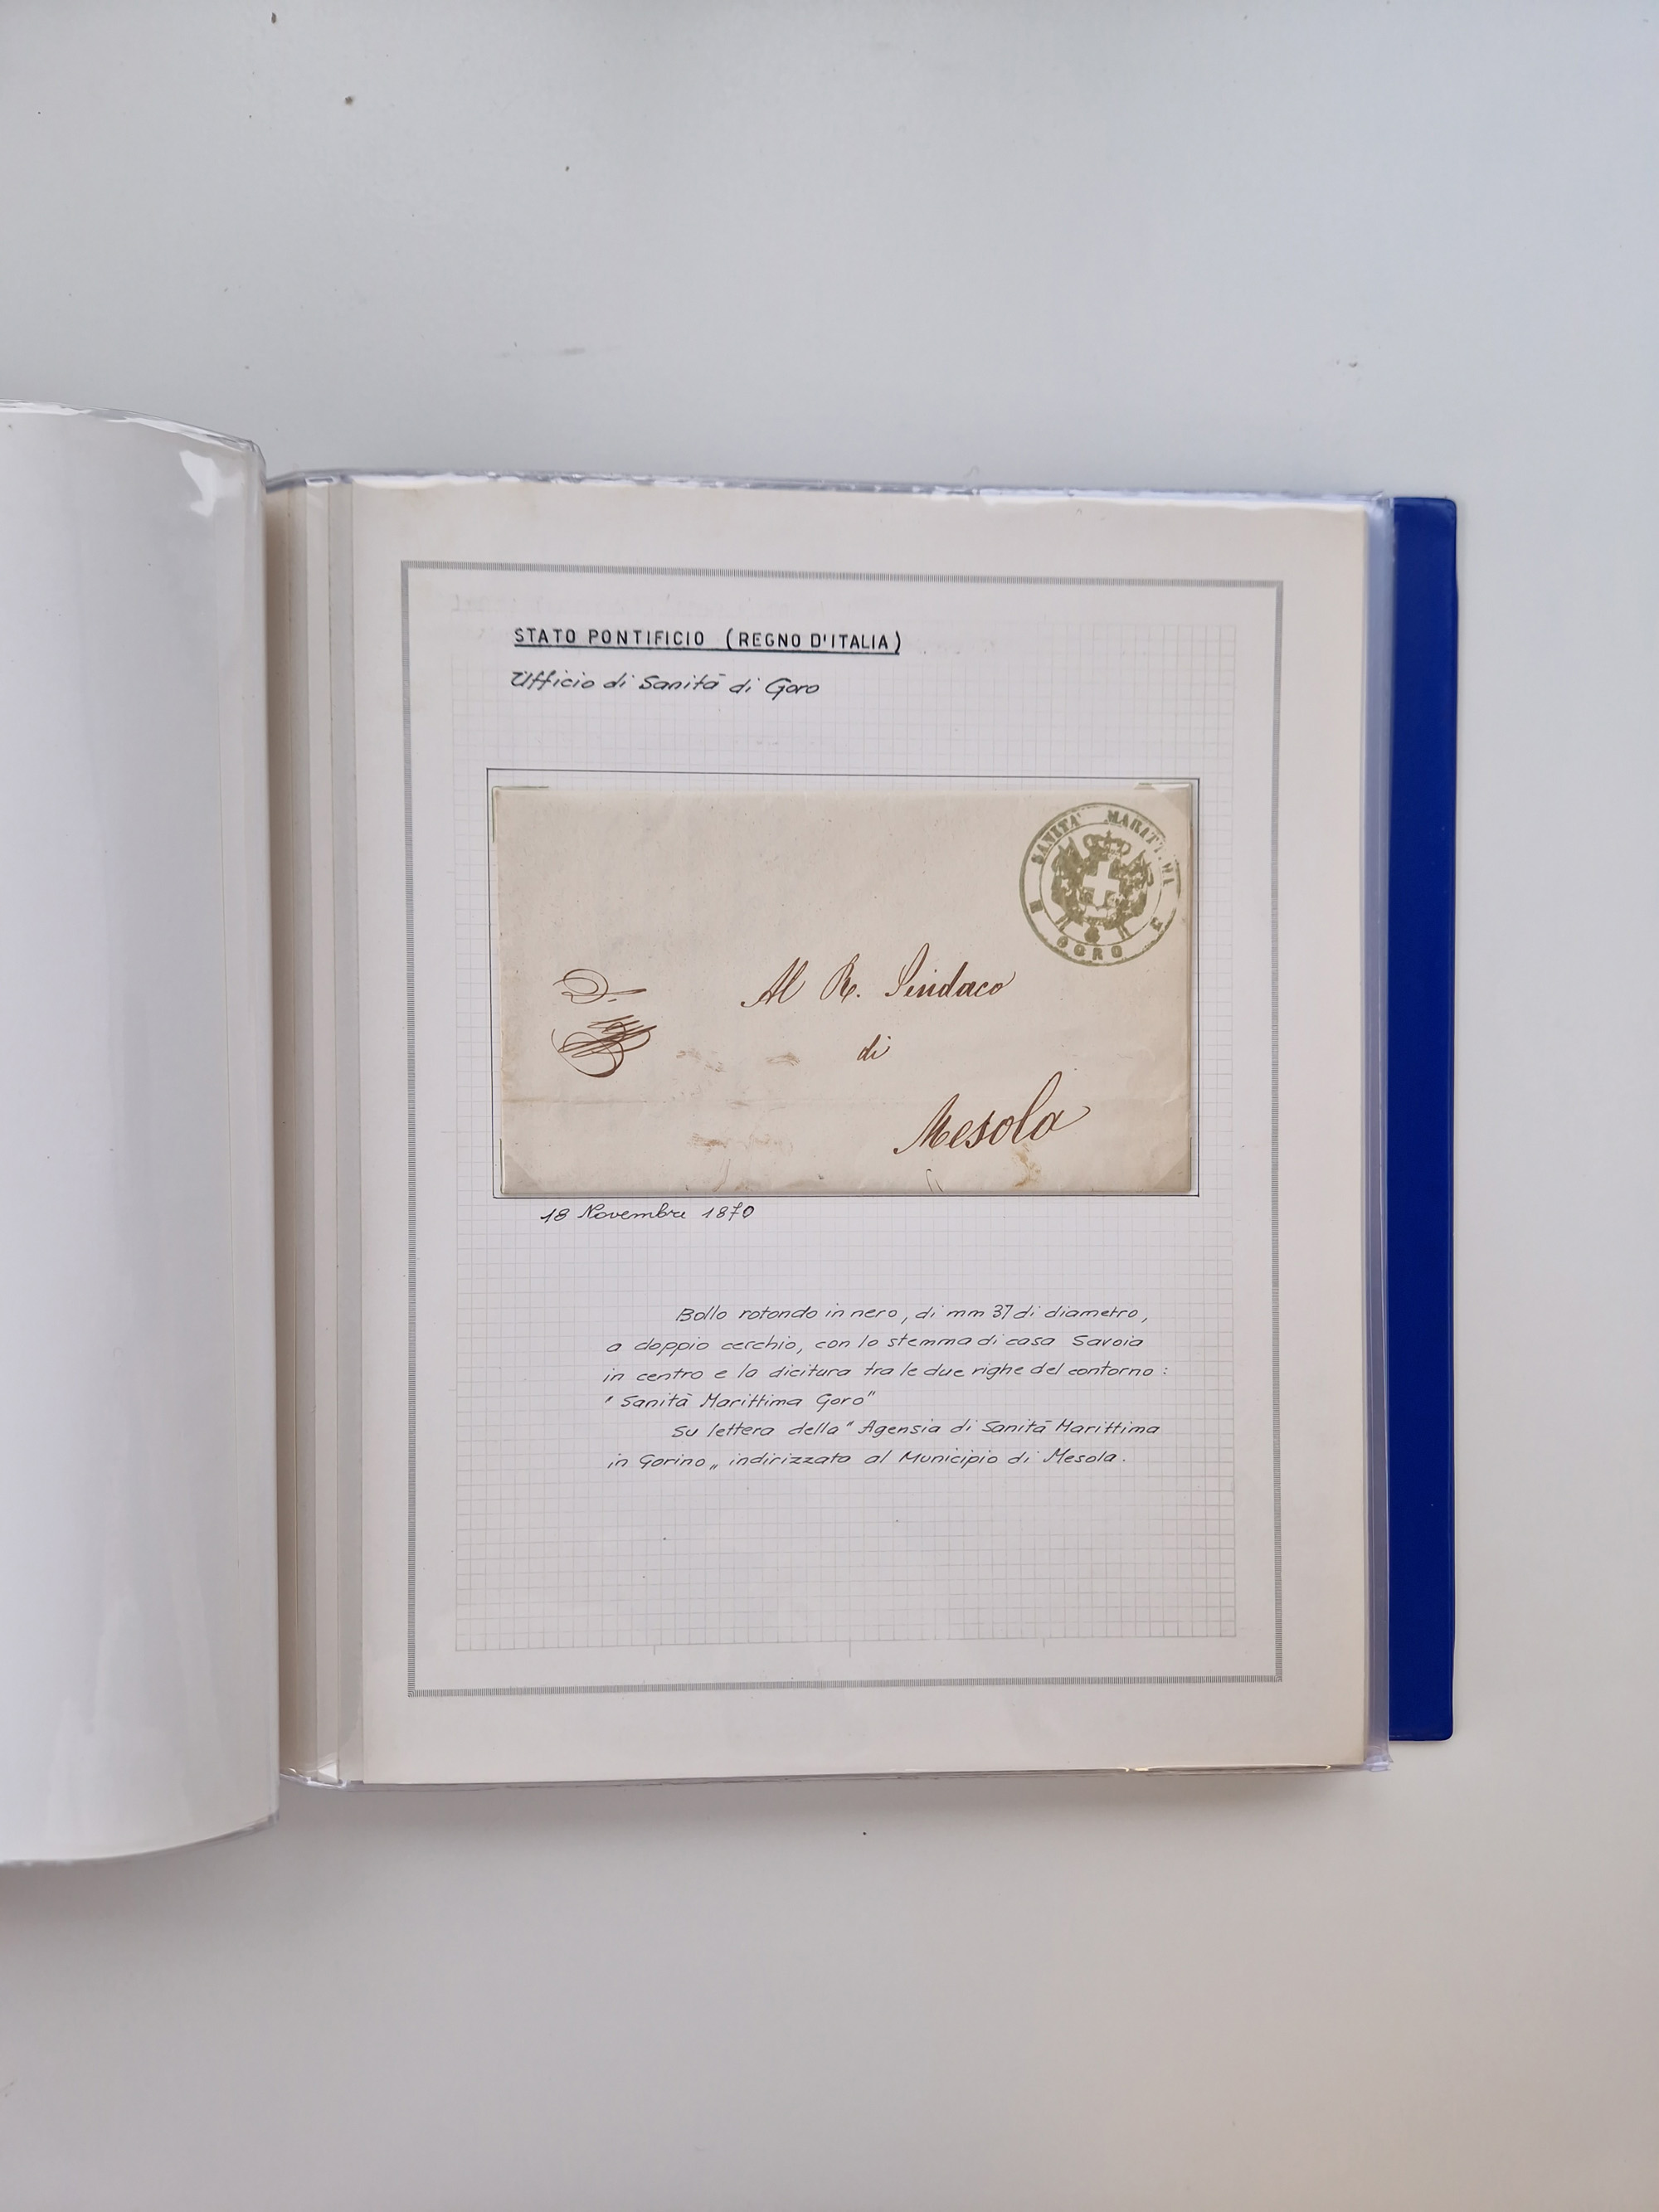 STATO PONTIFICIO (REGNO D'ITALIA)
Ufficio di Sanità di Goro
SANITA' MARITTIMA
GORO
Al R. Sindaco
di
Mesola
18 Novembre 1870
Bollo rotondo in nero, di mm 37 di diametro,
a doppio cerchio, con lo stemma di casa Savoia
in centro e la dicitura tra le due righe del contorno:
"Sanità Marittima Goro"
Su lettera della "Agensia di Sanità Marittima
in Gorino„ indirizzata al Municipio di Mesola.